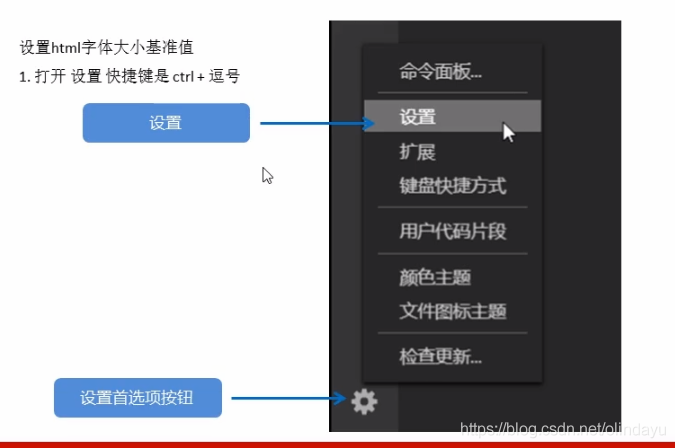 设置html字体大小基准值
1. 打开 设置 快捷键是 ctrl + 逗号
设置
命令面板...
设置
扩展
键盘快捷方式
用户代码片段
颜色主题
文件图标主题
检查更新...
设置首选项按钮
https://blog.csdn.net/olindayu